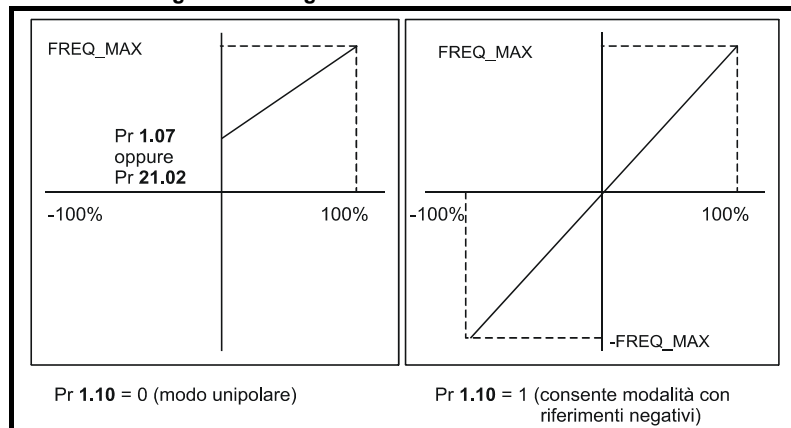 FREQ_MAX
Pr 1.07
oppure
Pr 21.02
-100%
100%
Pr 1.10 = 0 (modo unipolare)
FREQ_MAX
-100%
100%
-FREQ_MAX
Pr 1.10 = 1 (consente modalità con
riferimenti negativi)